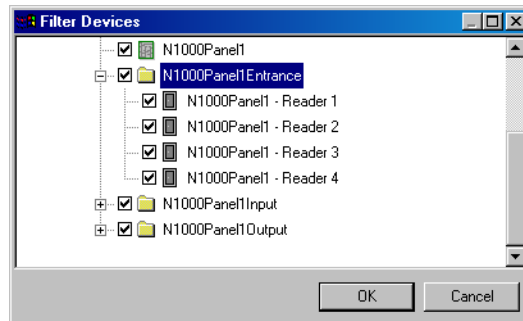 Filter Devices
N1000Panel1
N1000Panel1Entrance
N1000Panel1 - Reader 1
N1000Panel1 - Reader 2
N1000Panel1 - Reader 3
N1000Panel1 - Reader 4
N1000Panel1Input
N1000Panel1Output
OK Cancel